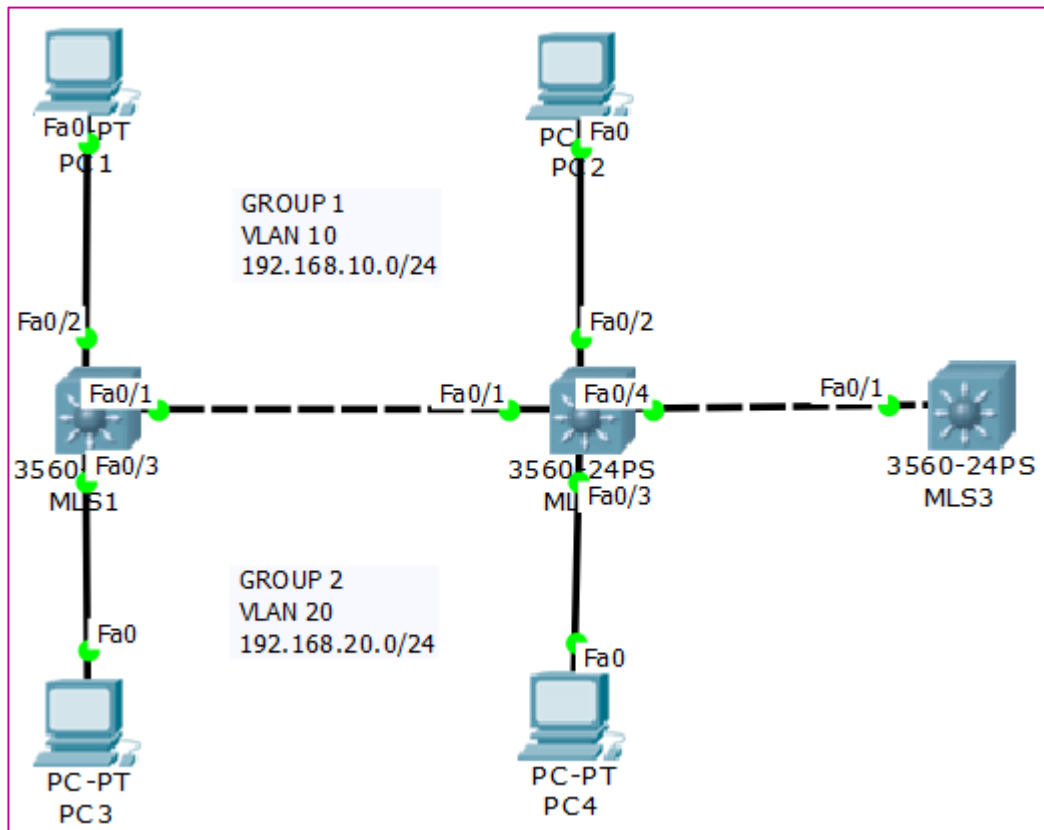 Fa0-PT
PC1
PC Fa0
PC2
GROUP 1
VLAN 10
192.168.10.0/24
Fa0/2
Fa0/2
Fa0/1
Fa0/1
Fa0/4
Fa0/1
3560
Fa0/3
MLS1
3560-24PS
ML
Fa0/3
3560-24PS
MLS3
GROUP 2
VLAN 20
192.168.20.0/24
Fa0
Fa0
PC-PT
PC3
PC-PT
PC4